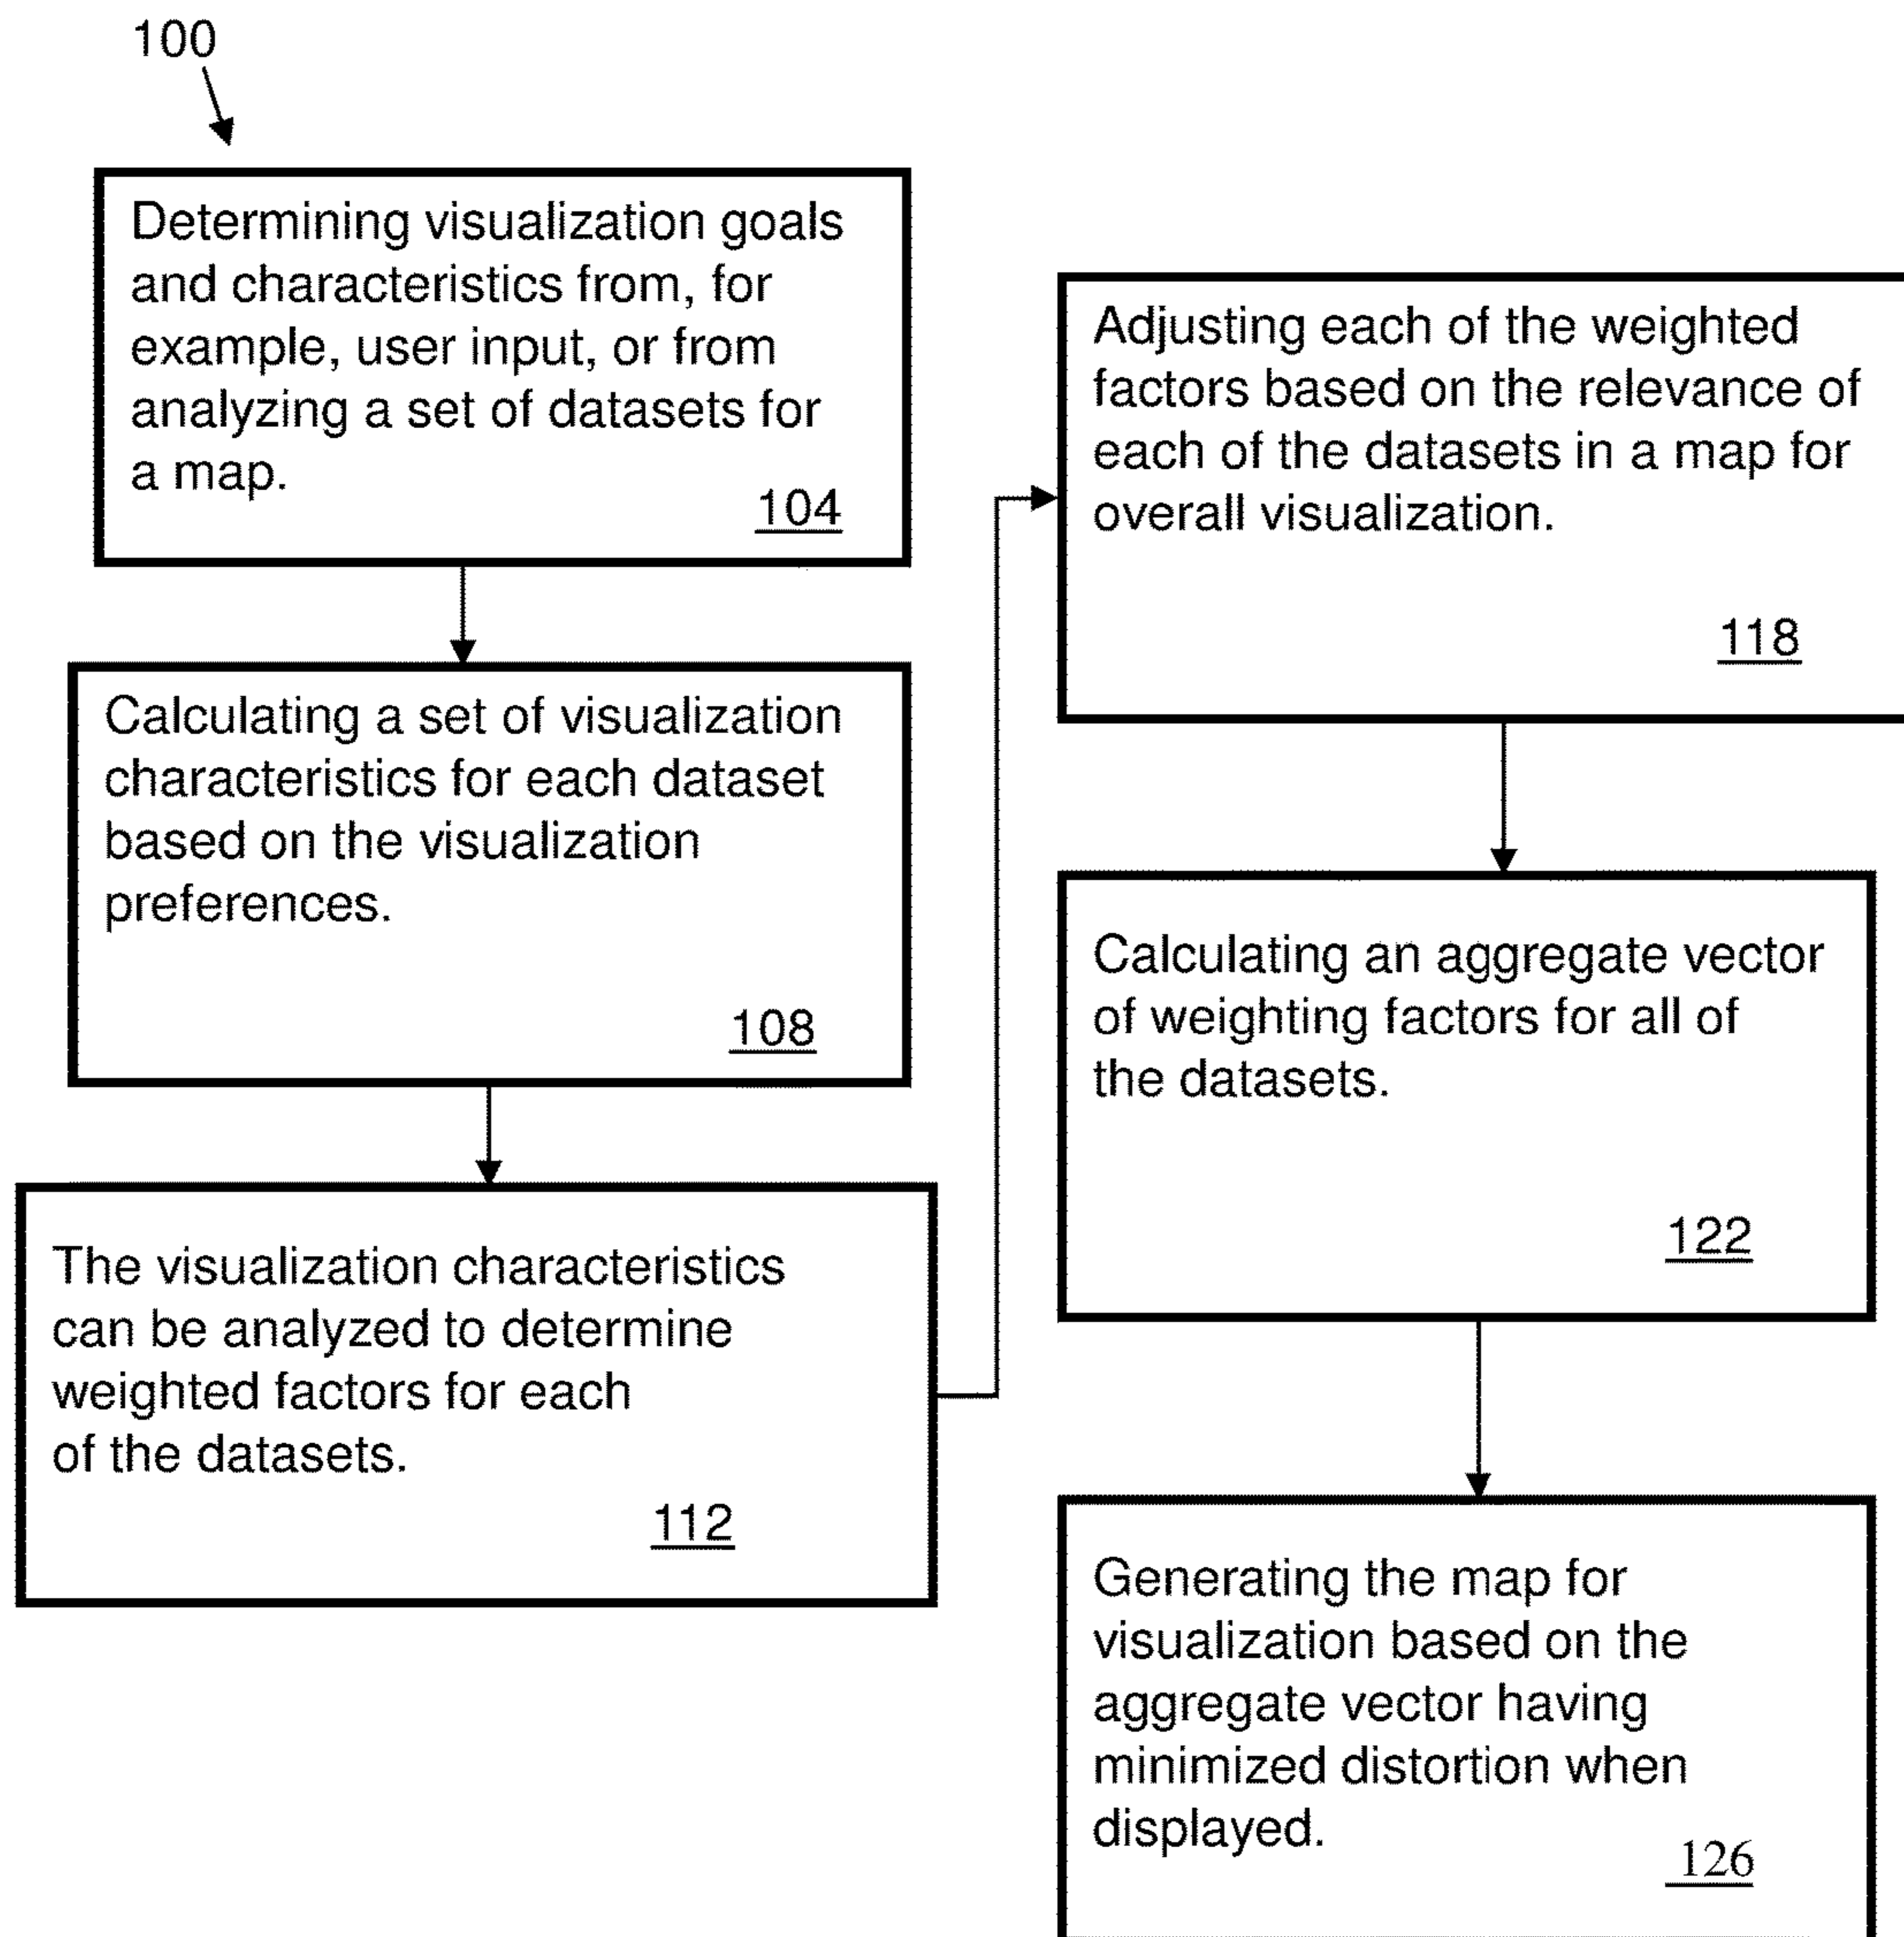 100
Determining visualization goals
and characteristics from, for
example, user input, or from
analyzing a set of datasets for
a map.
104
Calculating a set of visualization
characteristics for each dataset
based on the visualization
preferences.
108
The visualization characteristics
can be analyzed to determine
weighted factors for each
of the datasets.
112
Adjusting each of the weighted
factors based on the relevance of
each of the datasets in a map for
overall visualization.
118
Calculating an aggregate vector
of weighting factors for all of
the datasets.
122
Generating the map for
visualization based on the
aggregate vector having
minimized distortion when
displayed.
126